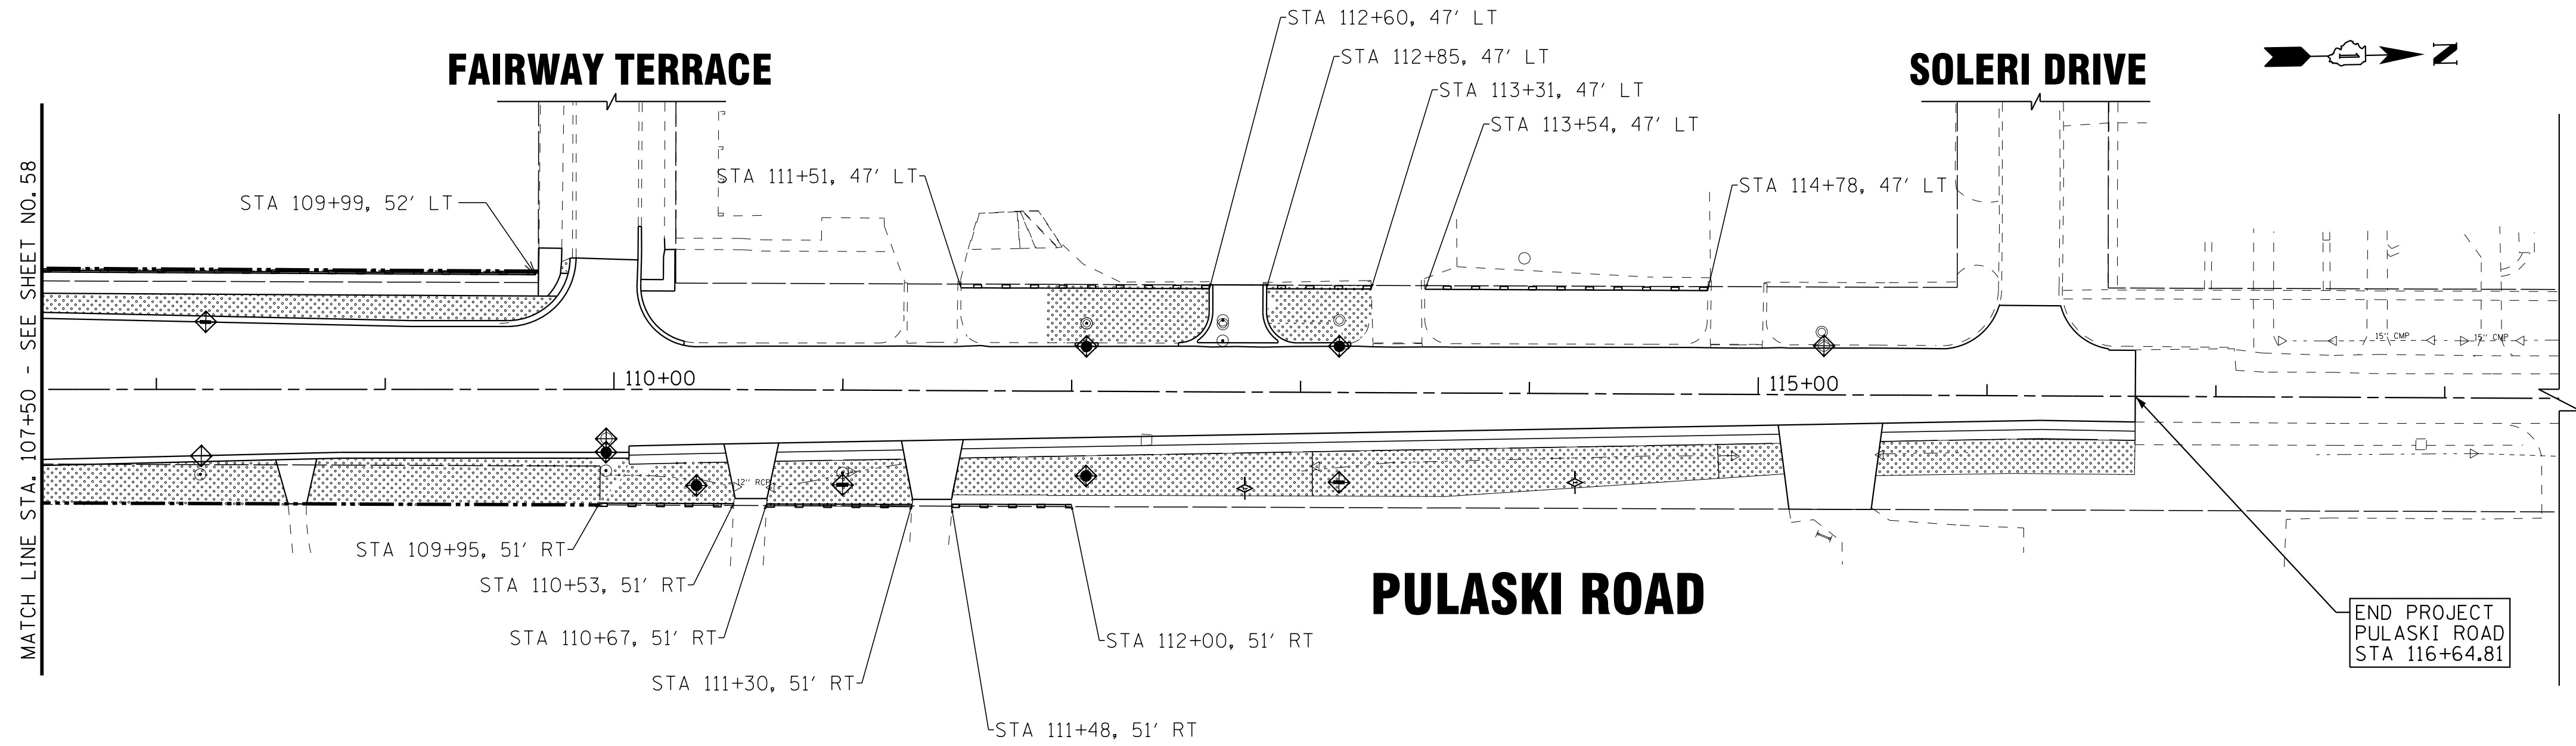 STA 112+60, 47' LT
STA 112+85, 47' LT
FAIRWAY TERRACE
SOLERI DRIVE
N
STA 113+31, 47' LT
STA 113+54, 47' LT
STA 111+51, 47' LT
STA 114+78, 47' LT
STA 109+99, 52' LT
MATCH LINE STA. 107+50 - SEE SHEET NO. 58
15" CMP
15" CMP
110+00
115+00
12" RCP
STA 109+95, 51' RT
STA 110+53, 51' RT
STA 110+67, 51' RT
STA 111+30, 51' RT
STA 111+48, 51' RT
STA 112+00, 51' RT
PULASKI ROAD
END PROJECT
PULASKI ROAD
STA 116+64.81